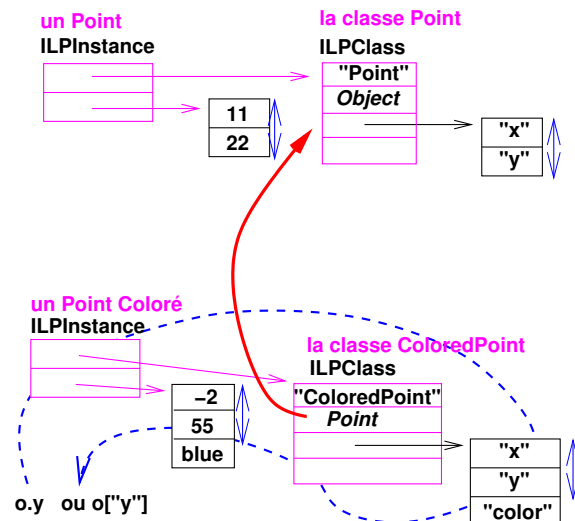 un Point
ILPInstance
la classe Point
ILPClass
"Point"
Object
11
22
"x"
"y"
un Point Coloré
ILPInstance
la classe ColoredPoint
ILPClass
"ColoredPoint"
Point
−2
55
blue
"x"
"y"
"color"
o.y ou o["y"]